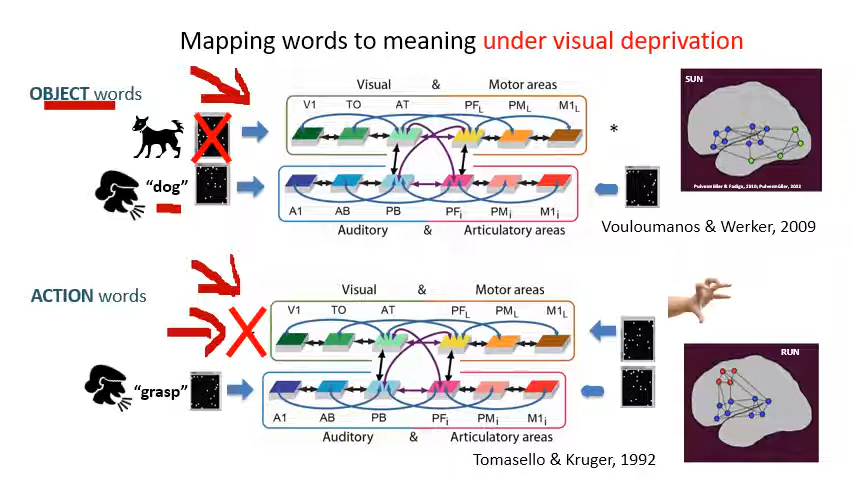 Mapping words to meaning under visual deprivation
OBJECT words
Visual & Motor areas
V1 TO AT PFL PML M1L
*
"dog"
A1 AB PB PFi PMi M1i
Auditory & Articulatory areas
SUN
Pulvermüller & Fadiga, 2010; Pulvermüller, 2002
Vouloumanos & Werker, 2009
ACTION words
Visual & Motor areas
V1 TO AT PFL PML M1L
"grasp"
A1 AB PB PFi PMi M1i
Auditory & Articulatory areas
RUN
Tomasello & Kruger, 1992